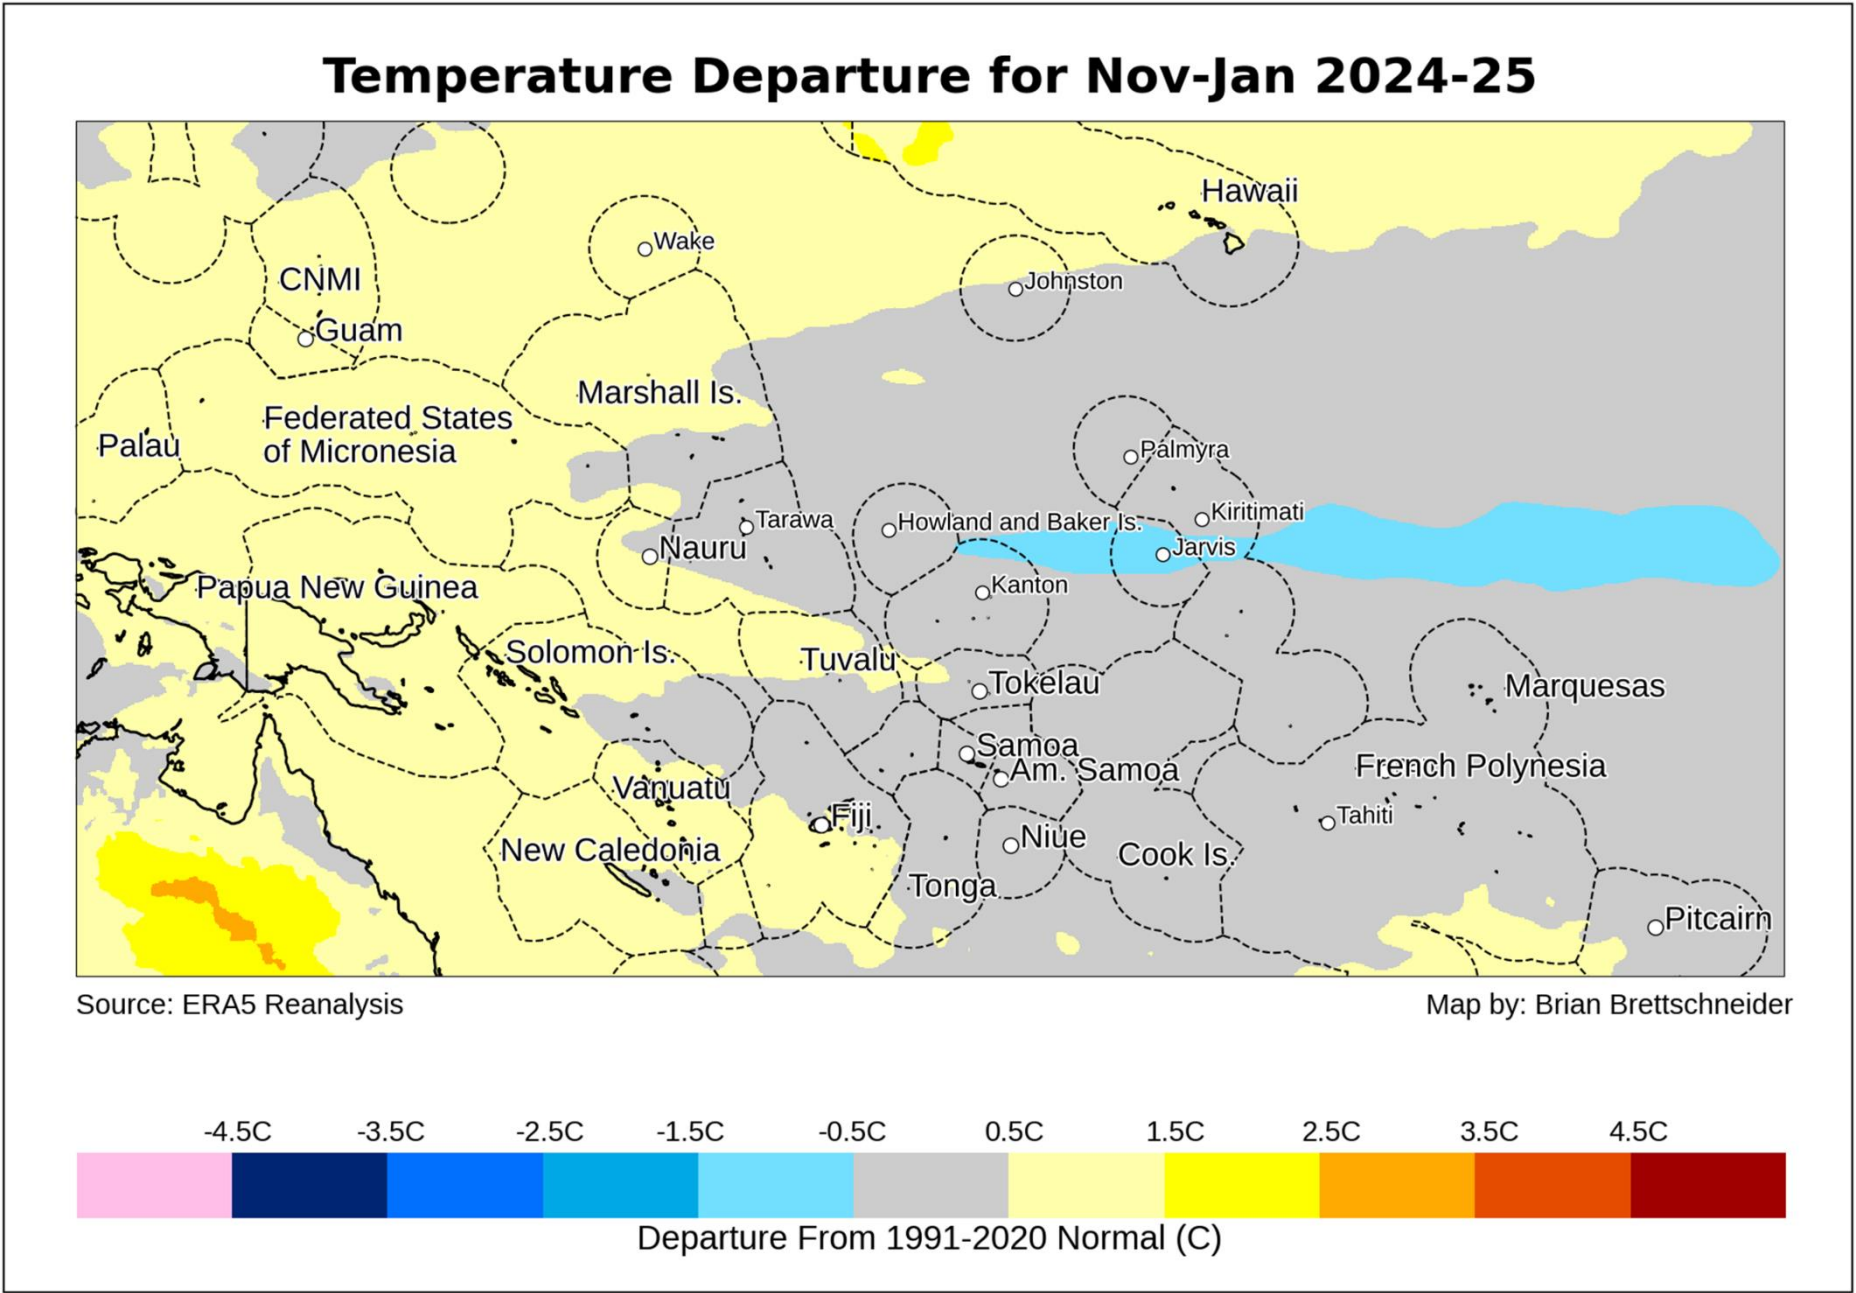 Temperature Departure for Nov-Jan 2024-25
Hawaii
Wake
Johnston
CNMI
Guam
Marshall Is.
Federated States
of Micronesia
Palau
Palmyra
Kiritimati
Tarawa
Howland and Baker Is.
Nauru
Jarvis
Papua New Guinea
Kanton
Solomon Is.
Tuvalu
Tokelau
Marquesas
Samoa
Am. Samoa
French Polynesia
Vanuatu
Fiji
Tahiti
Niue
New Caledonia
Cook Is.
Tonga
Pitcairn
Source: ERA5 Reanalysis
Map by: Brian Brettschneider
-4.5C -3.5C -2.5C -1.5C -0.5C 0.5C 1.5C 2.5C 3.5C 4.5C
Departure From 1991-2020 Normal (C)